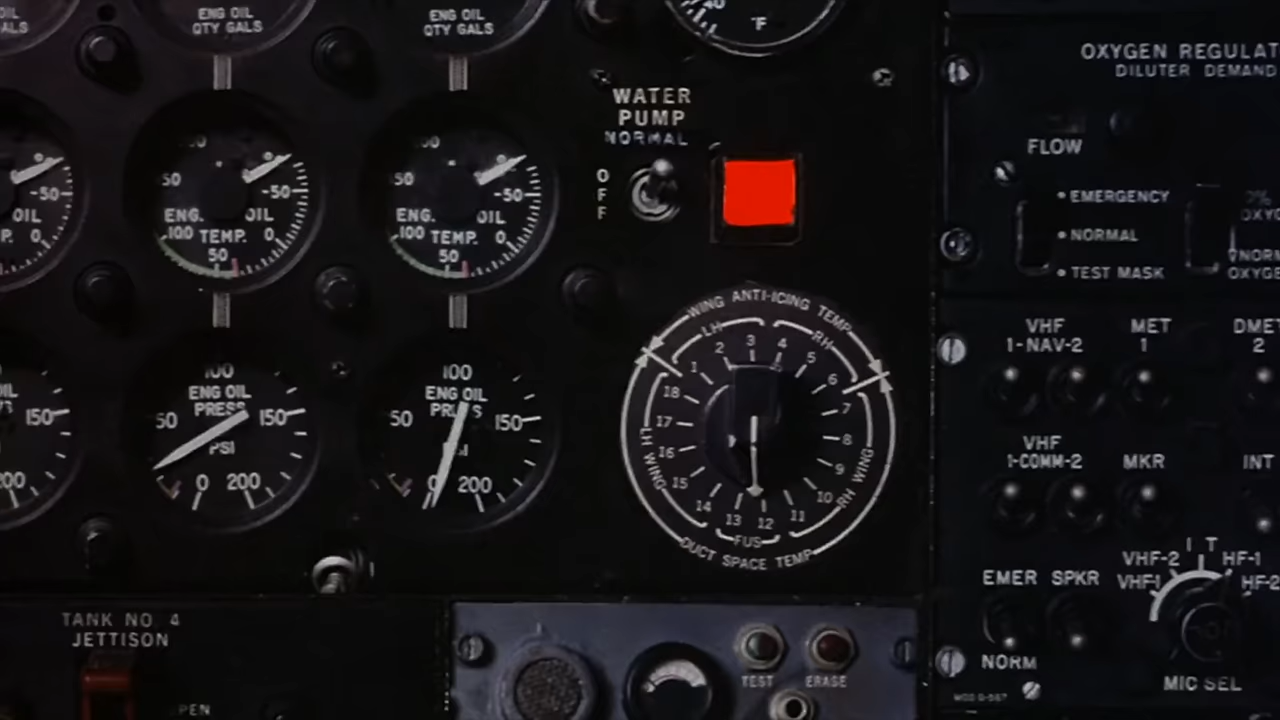 ENG OIL
QTY GALS
ENG OIL
QTY GALS
°F
WATER
PUMP
NORMAL
OFF
OXYGEN REGULAT
DILUTER DEMAND
FLOW
EMERGENCY
NORMAL
TEST MASK
-50
OIL
0
50
-50
ENG. OIL
100 TEMP. 0
50
50
-50
ENG. OIL
100 TEMP. 0
50
WING ANTI-ICING TEMP
LH
RH
1 2 3 4 5 6 7 8 9 10 11 12 13 14 15 16 17 18
LH WING
RH WING
FUS
DUCT SPACE TEMP
150
100
ENG OIL
PRESS
50 150
PSI
0 200
100
ENG OIL
50 150
200
VHF
1-NAV-2
MET
1
DME
2
VHF
1-COMM-2
MKR
INT
EMER SPKR
NORM
I T
VHF-2 HF-1
VHF-1 HF-2
MIC SEL
TANK NO. 4
JETTISON
TEST
ERASE